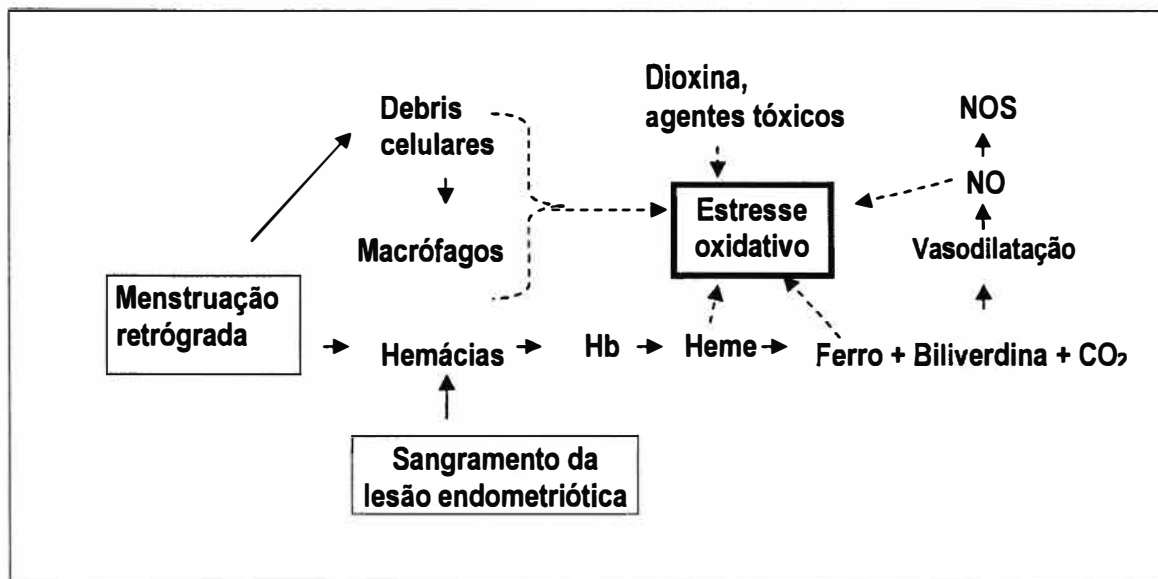 Dioxina,
agentes tóxicos
Debris
celulares
NOS
NO
Estresse
oxidativo
Macrófagos
Vasodilatação
Menstruação
retrógrada
Hemácias
Hb
Heme
Ferro + Biliverdina + CO₂
Sangramento da
lesão endometriótica